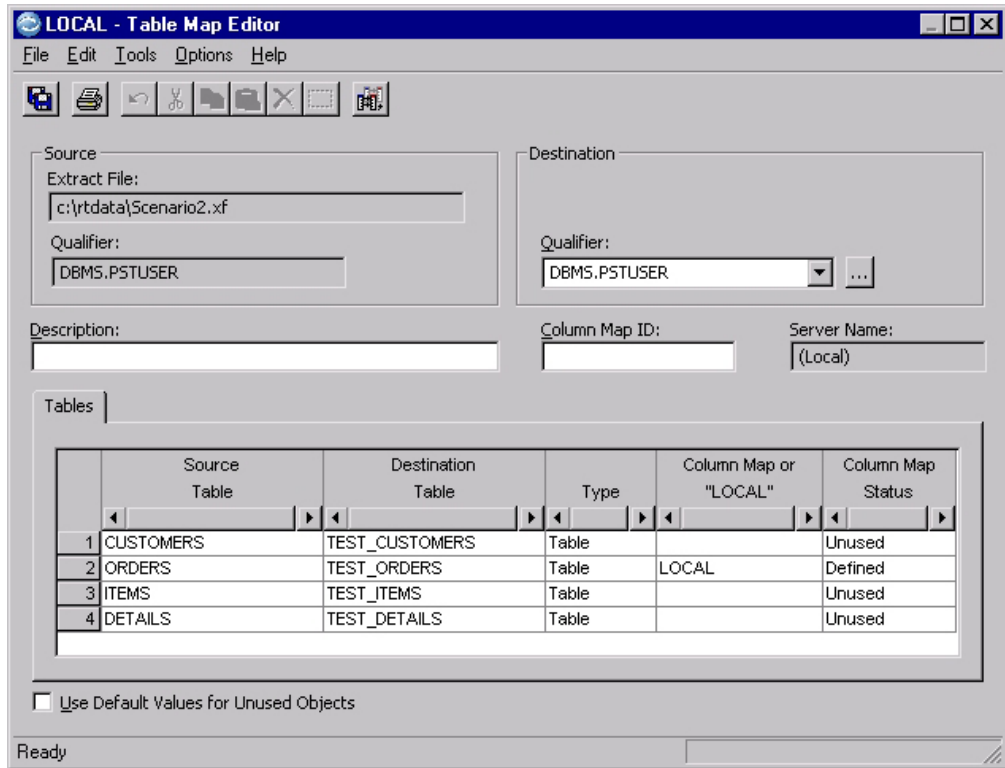 LOCAL - Table Map Editor
File Edit Tools Options Help
Source
Extract File:
c:\rtdata\Scenario2.xf
Qualifier:
DBMS.PSTUSER
Destination
Qualifier:
DBMS.PSTUSER
...
Description:
Column Map ID:
Server Name:
(Local)
Tables
Source Table Destination Table Type Column Map or "LOCAL" Column Map Status
1 CUSTOMERS TEST_CUSTOMERS Table Unused
2 ORDERS TEST_ORDERS Table LOCAL Defined
3 ITEMS TEST_ITEMS Table Unused
4 DETAILS TEST_DETAILS Table Unused
Use Default Values for Unused Objects
Ready